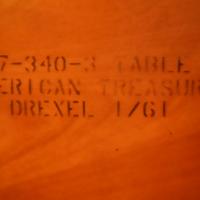 7-340-3 TABLE
ERICAN TREASUR
DREXEL 1/61